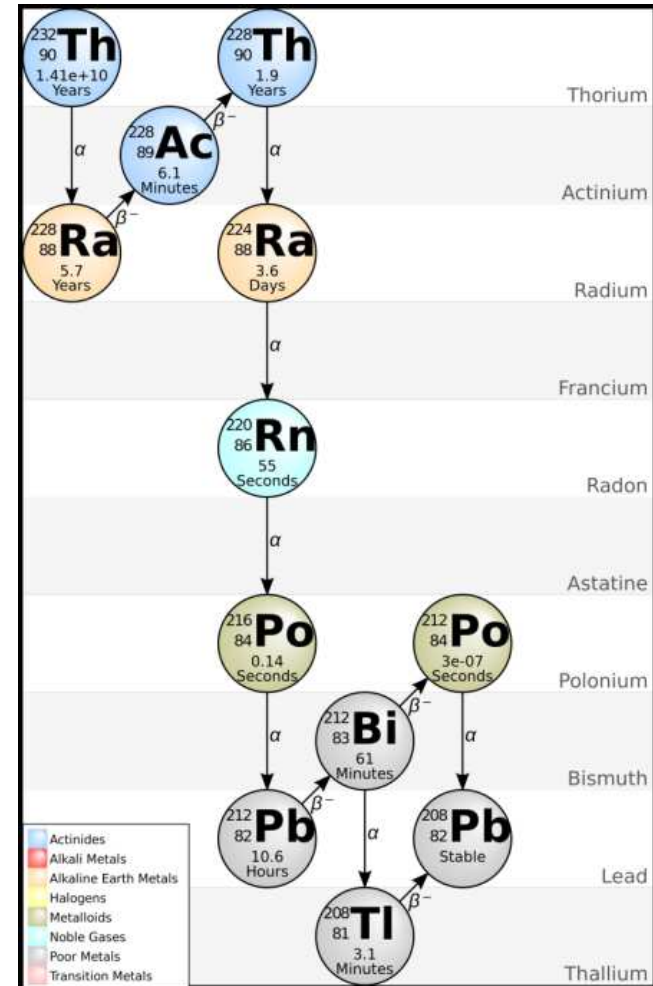 232 90 Th 1.41e+10 Years
228 90 Th 1.9 Years
Thorium
β⁻
α
228 89 Ac 6.1 Minutes
α
Actinium
β⁻
228 88 Ra 5.7 Years
224 88 Ra 3.6 Days
Radium
α
Francium
220 86 Rn 55 Seconds
Radon
α
Astatine
216 84 Po 0.14 Seconds
212 84 Po 3e-07 Seconds
Polonium
β⁻
α
212 83 Bi 61 Minutes
α
Bismuth
β⁻
212 82 Pb 10.6 Hours
α
208 82 Pb Stable
Lead
β⁻
208 81 Tl 3.1 Minutes
Thallium
Actinides
Alkali Metals
Alkaline Earth Metals
Halogens
Metalloids
Noble Gases
Poor Metals
Transition Metals